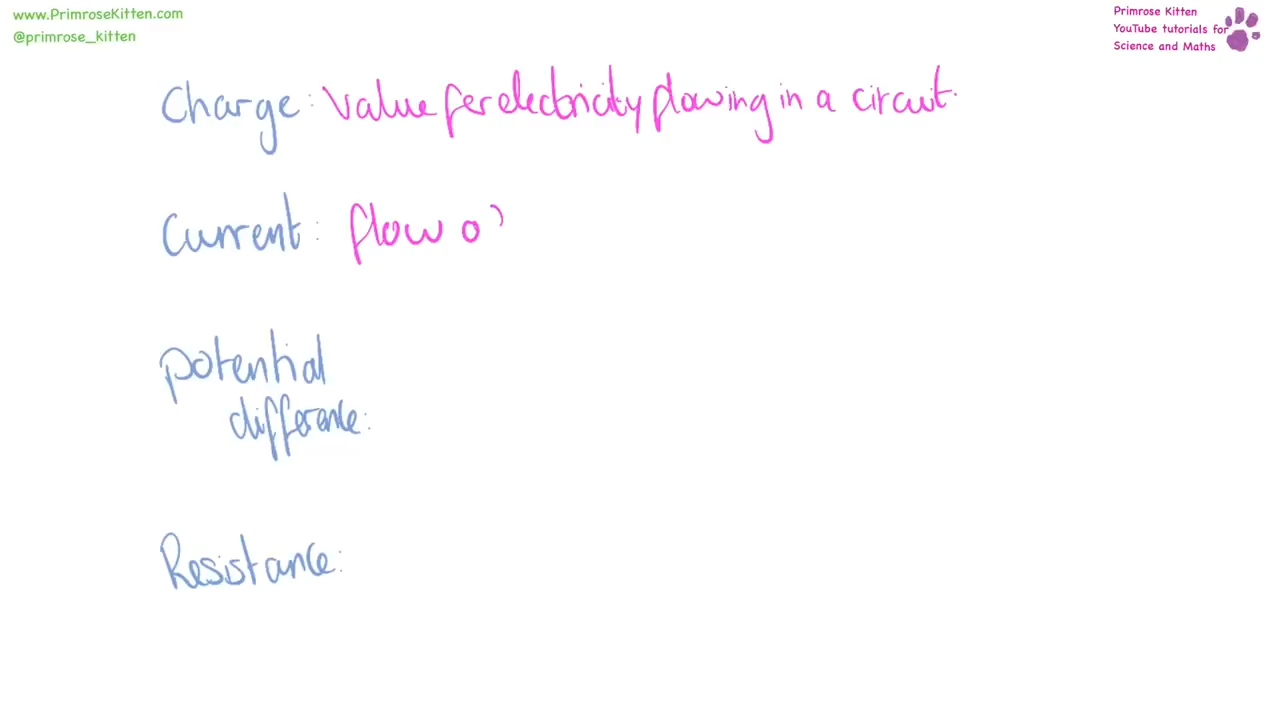 www.PrimroseKitten.com
@primrose_kitten
Primrose Kitten
YouTube tutorials for
Science and Maths
Charge: Value for electricity flowing in a circuit.
Current: flow o
potential
difference:
Resistance: